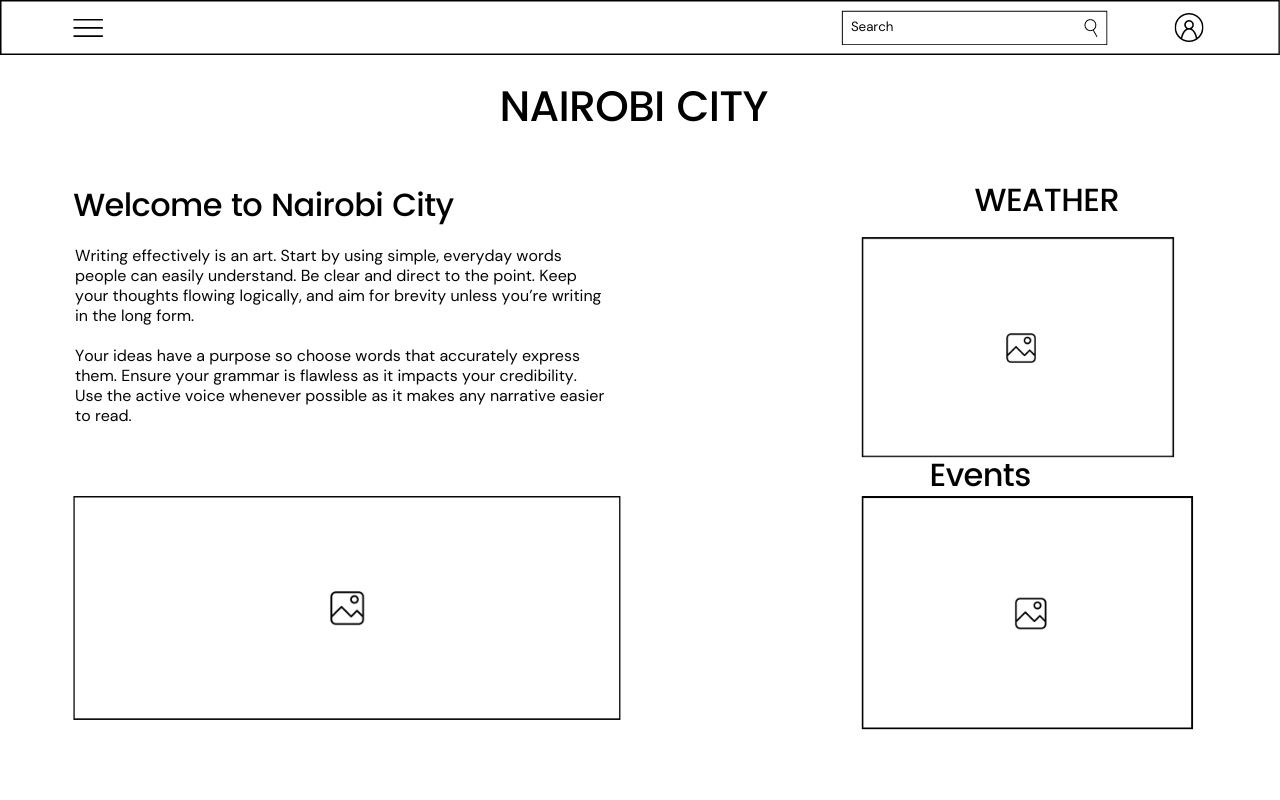 Search
NAIROBI CITY
Welcome to Nairobi City
Writing effectively is an art. Start by using simple, everyday words
people can easily understand. Be clear and direct to the point. Keep
your thoughts flowing logically, and aim for brevity unless you’re writing
in the long form.
Your ideas have a purpose so choose words that accurately express
them. Ensure your grammar is flawless as it impacts your credibility.
Use the active voice whenever possible as it makes any narrative easier
to read.
WEATHER
Events